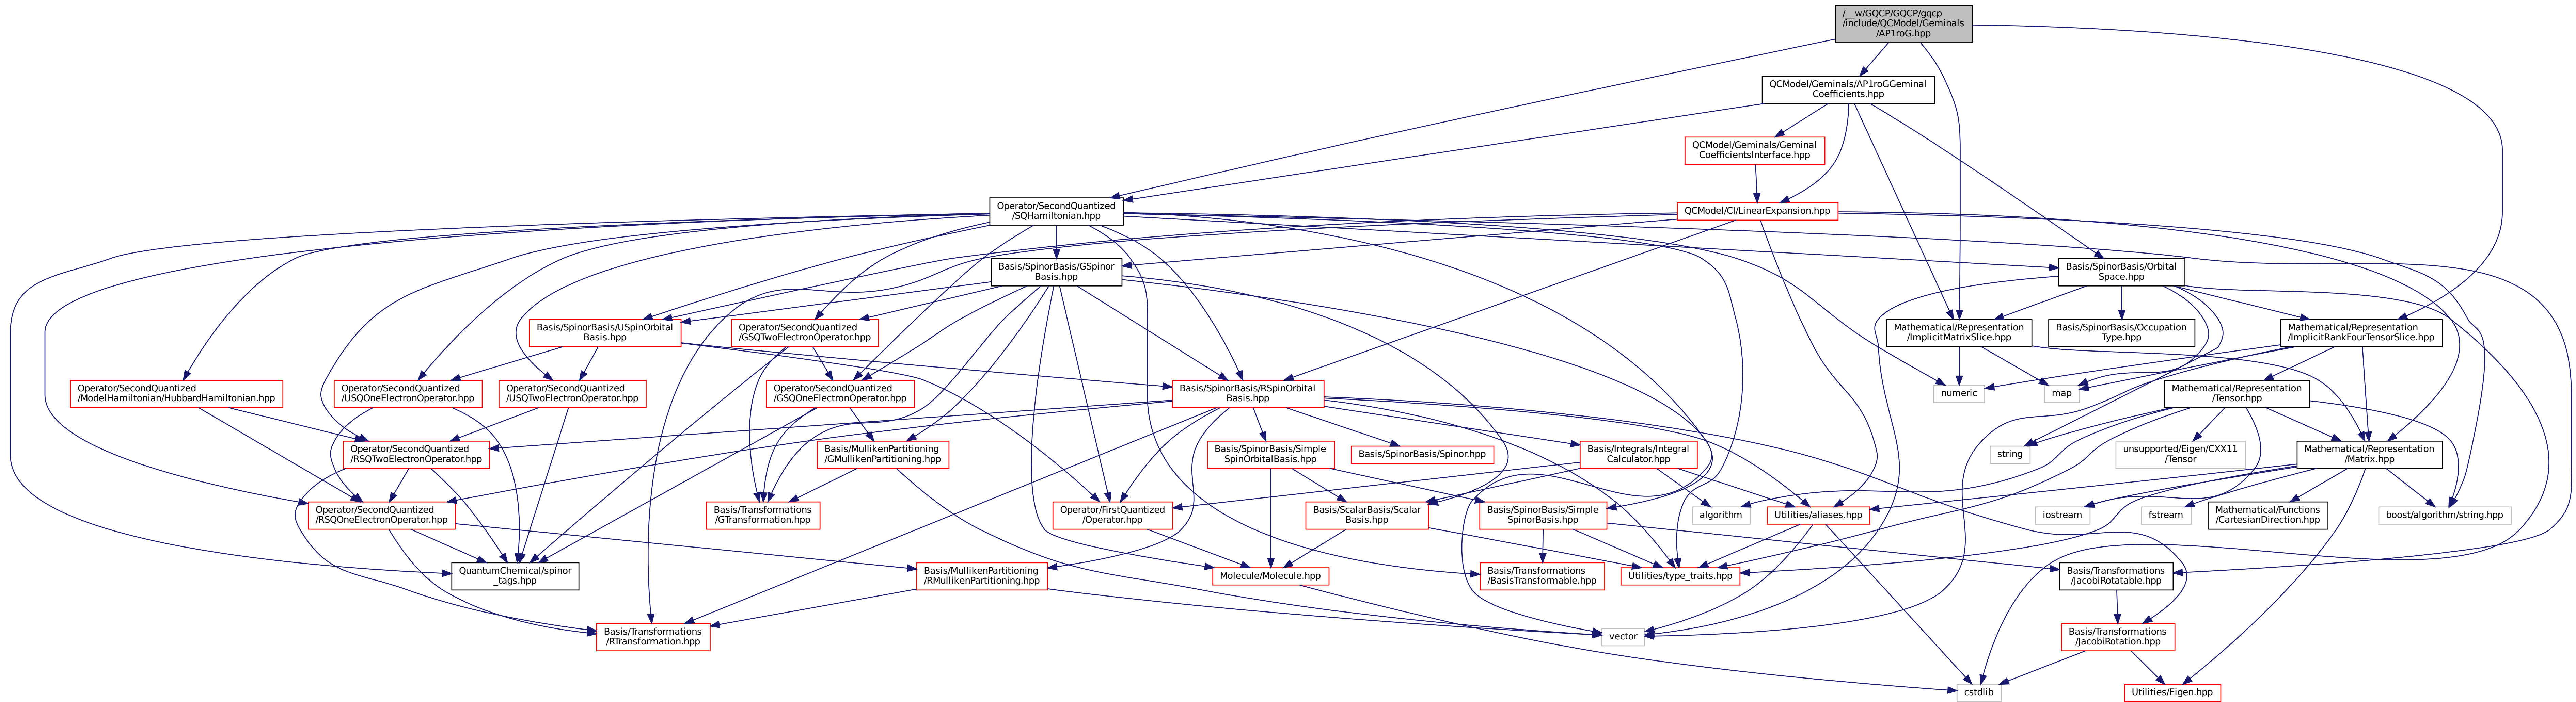 /__w/GQCP/GQCP/gqcp
/include/QCModel/Geminals
/AP1roG.hpp
QCModel/Geminals/AP1roGGeminal
Coefficients.hpp
QCModel/Geminals/Geminal
CoefficientsInterface.hpp
Operator/SecondQuantized
/SQHamiltonian.hpp
QCModel/CI/LinearExpansion.hpp
Basis/SpinorBasis/GSpinor
Basis.hpp
Basis/SpinorBasis/Orbital
Space.hpp
Basis/SpinorBasis/USpinOrbital
Basis.hpp
Operator/SecondQuantized
/GSQTwoElectronOperator.hpp
Mathematical/Representation
/ImplicitMatrixSlice.hpp
Basis/SpinorBasis/Occupation
Type.hpp
Mathematical/Representation
/ImplicitRankFourTensorSlice.hpp
Operator/SecondQuantized
/ModelHamiltonian/HubbardHamiltonian.hpp
Operator/SecondQuantized
/USQOneElectronOperator.hpp
Operator/SecondQuantized
/USQTwoElectronOperator.hpp
Operator/SecondQuantized
/GSQOneElectronOperator.hpp
Basis/SpinorBasis/RSpinOrbital
Basis.hpp
numeric
map
Mathematical/Representation
/Tensor.hpp
Operator/SecondQuantized
/RSQTwoElectronOperator.hpp
Basis/MullikenPartitioning
/GMullikenPartitioning.hpp
Basis/SpinorBasis/Simple
SpinOrbitalBasis.hpp
Basis/SpinorBasis/Spinor.hpp
Basis/Integrals/Integral
Calculator.hpp
string
unsupported/Eigen/CXX11
/Tensor
Mathematical/Representation
/Matrix.hpp
Operator/SecondQuantized
/RSQOneElectronOperator.hpp
Basis/Transformations
/GTransformation.hpp
Operator/FirstQuantized
/Operator.hpp
Basis/ScalarBasis/Scalar
Basis.hpp
Basis/SpinorBasis/Simple
SpinorBasis.hpp
algorithm
Utilities/aliases.hpp
iostream
fstream
Mathematical/Functions
/CartesianDirection.hpp
boost/algorithm/string.hpp
QuantumChemical/spinor
_tags.hpp
Basis/MullikenPartitioning
/RMullikenPartitioning.hpp
Molecule/Molecule.hpp
Basis/Transformations
/BasisTransformable.hpp
Utilities/type_traits.hpp
Basis/Transformations
/JacobiRotatable.hpp
Basis/Transformations
/RTransformation.hpp
vector
Basis/Transformations
/JacobiRotation.hpp
cstdlib
Utilities/Eigen.hpp